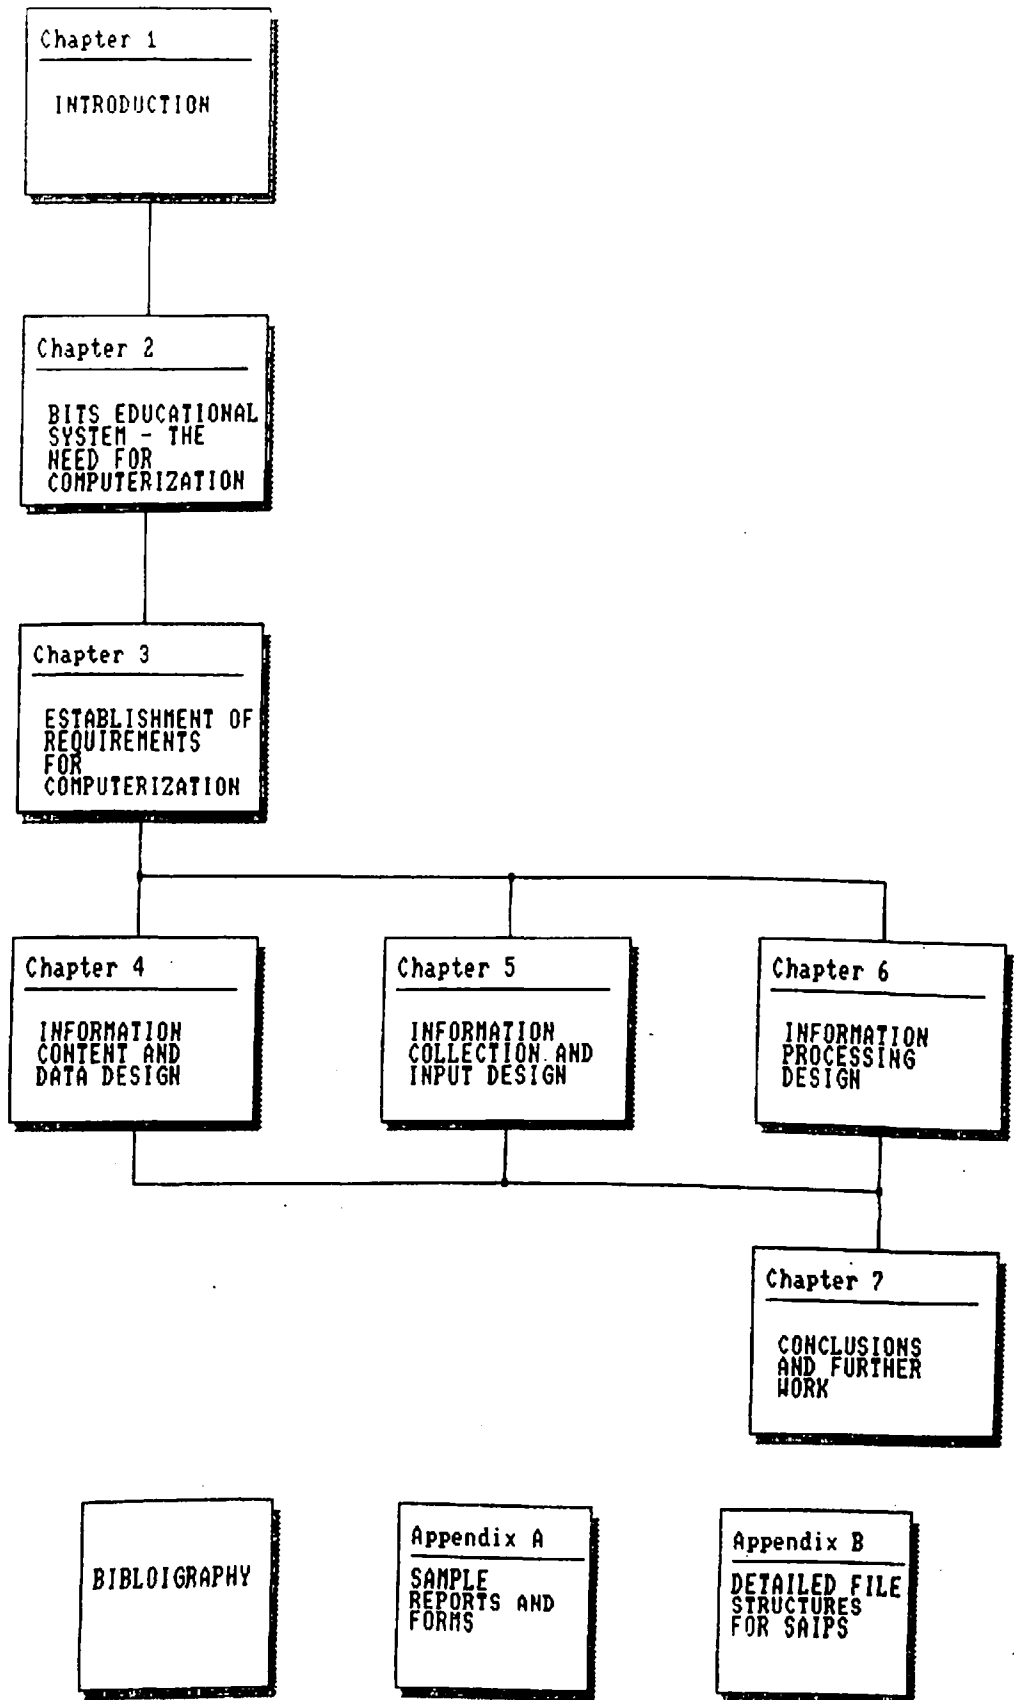 Chapter 1
INTRODUCTION
Chapter 2
BITS EDUCATIONAL
SYSTEM - THE
NEED FOR
COMPUTERIZATION
Chapter 3
ESTABLISHMENT OF
REQUIREMENTS
FOR
COMPUTERIZATION
Chapter 4
INFORMATION
CONTENT AND
DATA DESIGN
Chapter 5
INFORMATION
COLLECTION AND
INPUT DESIGN
Chapter 6
INFORMATION
PROCESSING
DESIGN
Chapter 7
CONCLUSIONS
AND FURTHER
WORK
BIBLOIGRAPHY
Appendix A
SAMPLE
REPORTS AND
FORMS
Appendix B
DETAILED FILE
STRUCTURES
FOR SAIPS